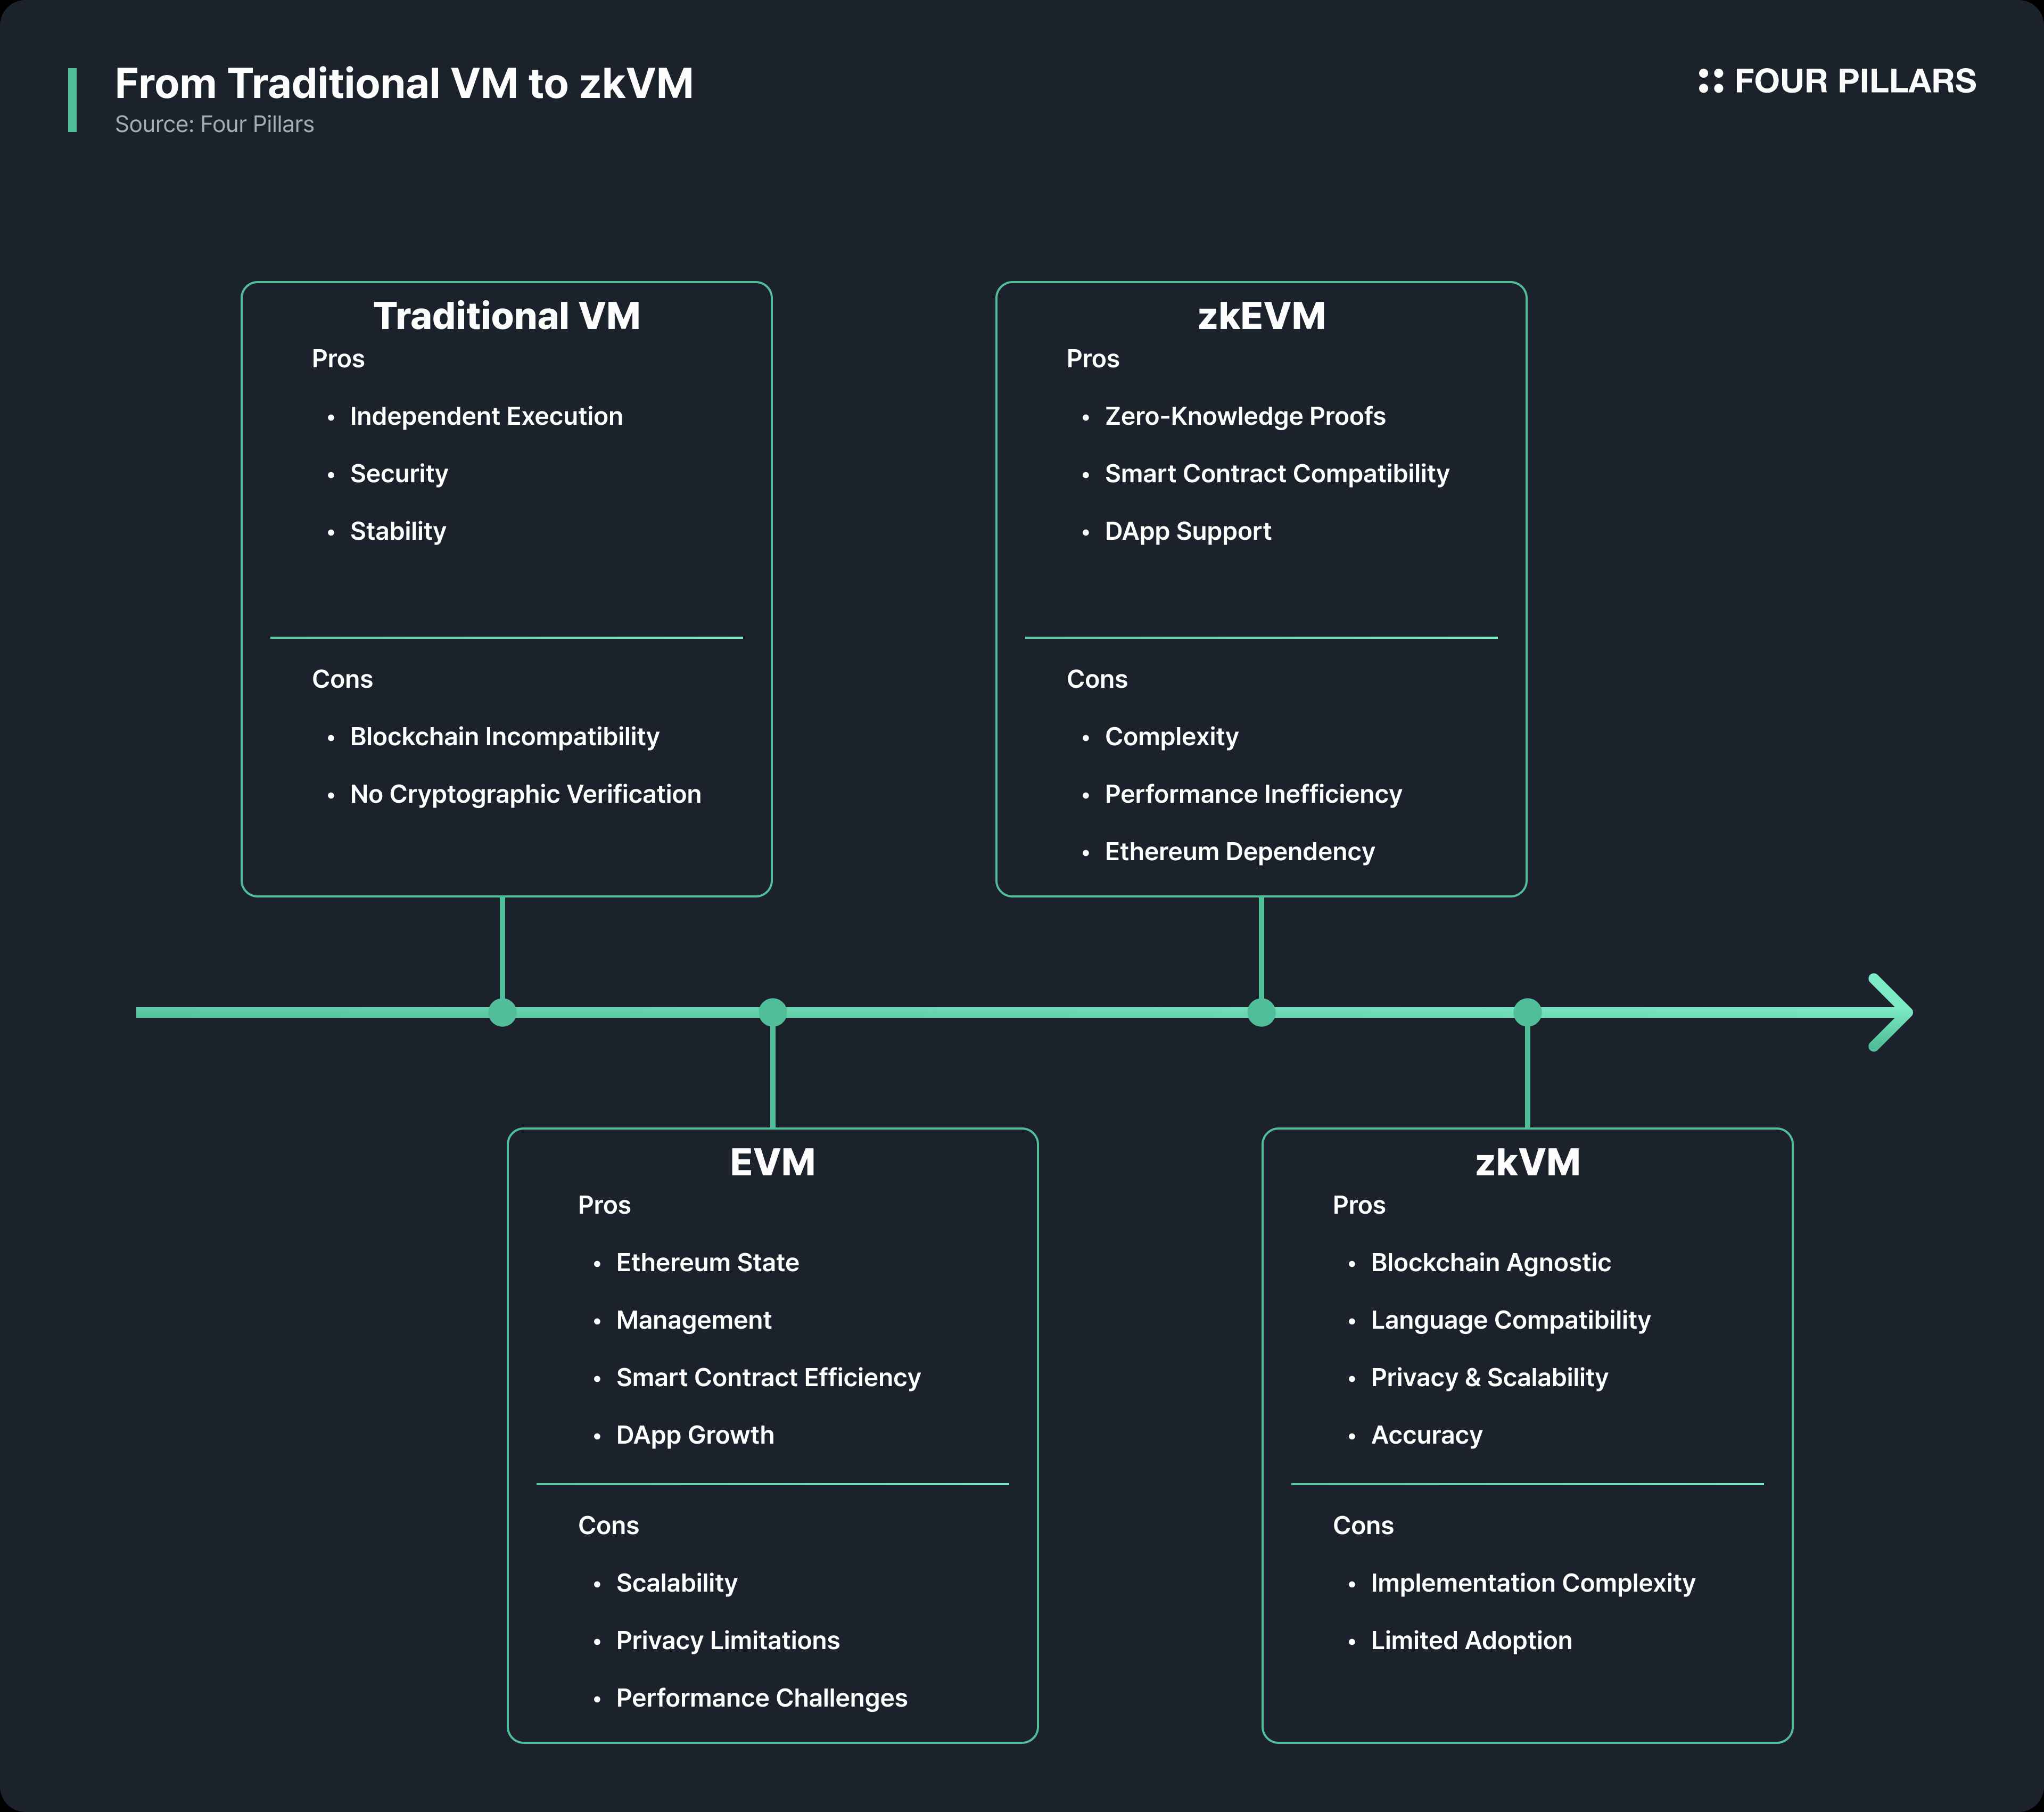 From Traditional VM to zkVM
Source: Four Pillars
FOUR PILLARS
Traditional VM
Pros
• Independent Execution
• Security
• Stability
Cons
• Blockchain Incompatibility
• No Cryptographic Verification
zkEVM
Pros
• Zero-Knowledge Proofs
• Smart Contract Compatibility
• DApp Support
Cons
• Complexity
• Performance Inefficiency
• Ethereum Dependency
EVM
Pros
• Ethereum State
• Management
• Smart Contract Efficiency
• DApp Growth
Cons
• Scalability
• Privacy Limitations
• Performance Challenges
zkVM
Pros
• Blockchain Agnostic
• Language Compatibility
• Privacy & Scalability
• Accuracy
Cons
• Implementation Complexity
• Limited Adoption